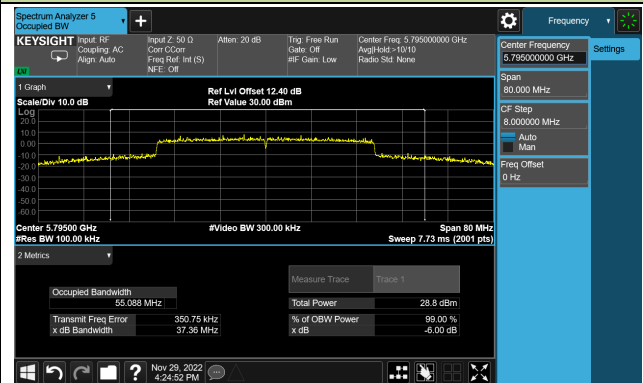 Spectrum Analyzer 5
Occupied BW
+
Frequency
KEYSIGHT
Input: RF
Coupling: AC
Align: Auto
Input Z: 50 Ω
Corr CCorr
Freq Ref: Int (S)
NFE: Off
Atten: 20 dB
Trig: Free Run
Gate: Off
#IF Gain: Low
Center Freq: 5.795000000 GHz
Avg|Hold:>10/10
Radio Std: None
LXI
Center Frequency
5.795000000 GHz
Settings
Span
80.000 MHz
CF Step
8.000000 MHz
Auto
Man
Freq Offset
0 Hz
1 Graph
Scale/Div 10.0 dB
Ref Lvl Offset 12.40 dB
Ref Value 30.00 dBm
Log
20.0
10.0
0.00
-10.0
-20.0
-30.0
-40.0
-50.0
-60.0
Center 5.79500 GHz
#Res BW 100.00 kHz
#Video BW 300.00 kHz
Span 80 MHz
Sweep 7.73 ms (2001 pts)
2 Metrics
Measure Trace Trace 1
Occupied Bandwidth
55.088 MHz
Total Power 28.8 dBm
Transmit Freq Error 350.75 kHz
% of OBW Power 99.00 %
x dB Bandwidth 37.36 MHz
x dB -6.00 dB
?
Nov 29, 2022
4:24:52 PM